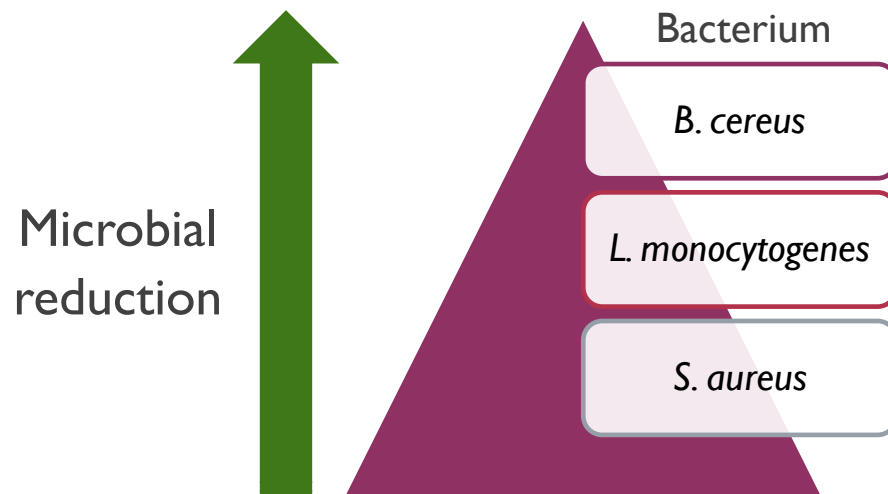 Bacterium
B. cereus
Microbial
reduction
L. monocytogenes
S. aureus